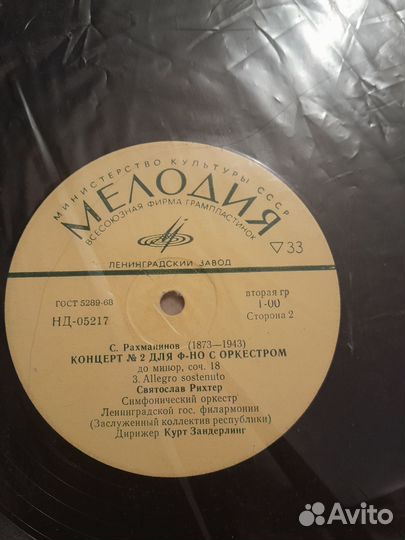 МИНИСТЕРСТВО КУЛЬТУРЫ СССР
МЕЛОДИЯ
ВСЕСОЮЗНАЯ ФИРМА ГРАМПЛАСТИНОК
ЛЕНИНГРАДСКИЙ ЗАВОД
▽33
ГОСТ 5289-68
НД-05217
вторая гр
1-00
Сторона 2
С. Рахманинов (1873—1943)
КОНЦЕРТ № 2 ДЛЯ Ф-НО С ОРКЕСТРОМ
до минор, соч. 18
3. Allegro sostenuto
Святослав Рихтер
Симфонический оркестр
Ленинградской гос. филармонии
(Заслуженный коллектив республики)
Дирижер Курт Зандерлинг
Avito